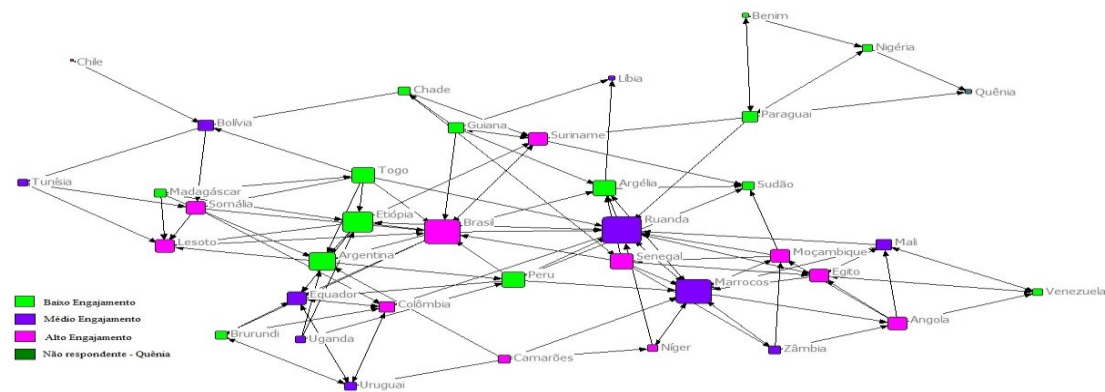 Benim
Nigéria
Chile
Líbia
Quênia
Chade
Paraguai
Guiana
Bolívia
Suriname
Togo
Tunísia
Madagáscar
Argélia
Sudão
Somália
Etiópia
Brasil
Ruanda
Lesoto
Mali
Argentina
Senegal
Moçambique
Peru
Marrocos
Egito
Venezuela
Equador
Colômbia
Angola
Brurundi
Uganda
Níger
Zâmbia
Camarões
Uruguai
Baixo Engajamento
Médio Engajamento
Alto Engajamento
Não respondente - Quênia